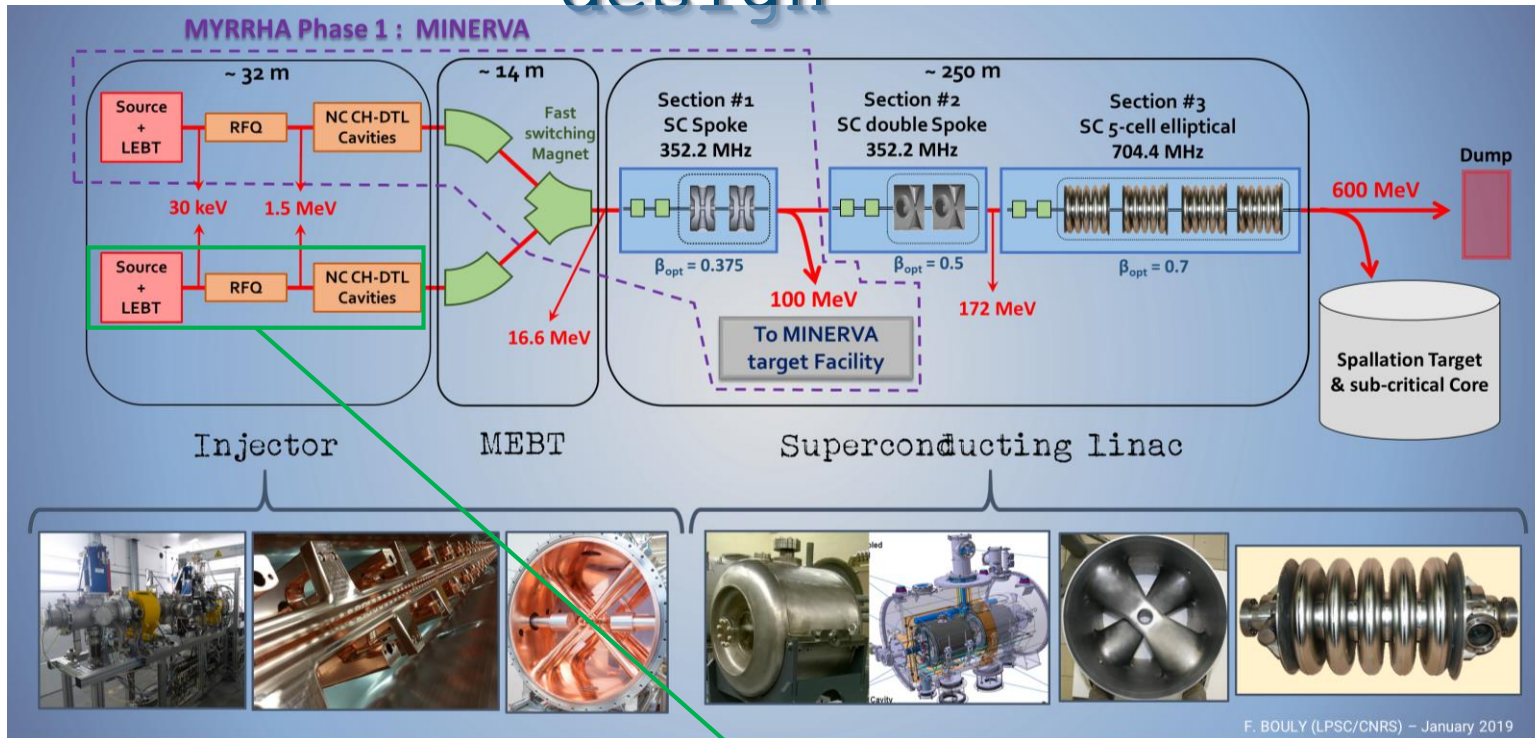 design
MYRRHA Phase 1 : MINERVA
~ 32 m
~ 14 m
~ 250 m
Source
+
LEBT
RFQ
NC CH-DTL
Cavities
Fast
switching
Magnet
Section #1
SC Spoke
352.2 MHz
Section #2
SC double Spoke
352.2 MHz
Section #3
SC 5-cell elliptical
704.4 MHz
Dump
30 keV
1.5 MeV
600 MeV
Source
+
LEBT
RFQ
NC CH-DTL
Cavities
βopt = 0.375
βopt = 0.5
βopt = 0.7
16.6 MeV
100 MeV
172 MeV
To MINERVA
target Facility
Spallation Target
& sub-critical Core
Injector
MEBT
Superconducting linac
Cavity
F. BOULY (LPSC/CNRS) – January 2019